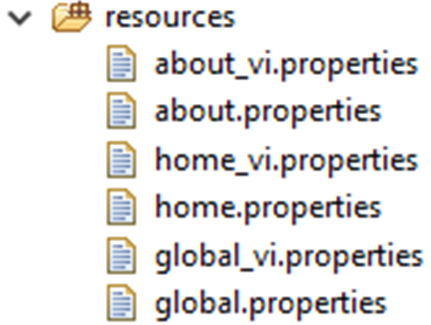 resources
about_vi.properties
about.properties
home_vi.properties
home.properties
global_vi.properties
global.properties